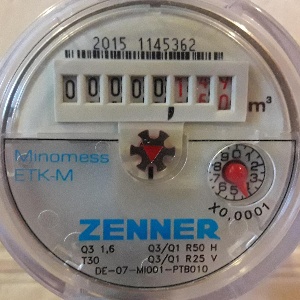 2015 1145362
00000,1
m³
Minomess
ETK-M
X0,0001
ZENNER
Q3 1,6 Q3/Q1 R50 H
T30 Q3/Q1 R25 V
DE-07-MI001-PTB010